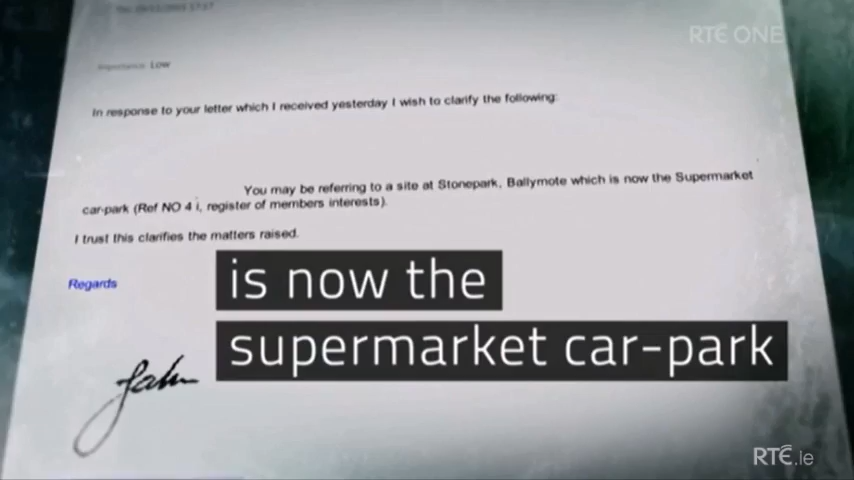 RTÉ ONE
Low
In response to your letter which I received yesterday I wish to clarify the following:
You may be referring to a site at Stonepark, Ballymote which is now the Supermarket
car-park (Ref NO 4 i, register of members interests).
I trust this clarifies the matters raised.
Regards
is now the
supermarket car-park
John
RTÉ.ie